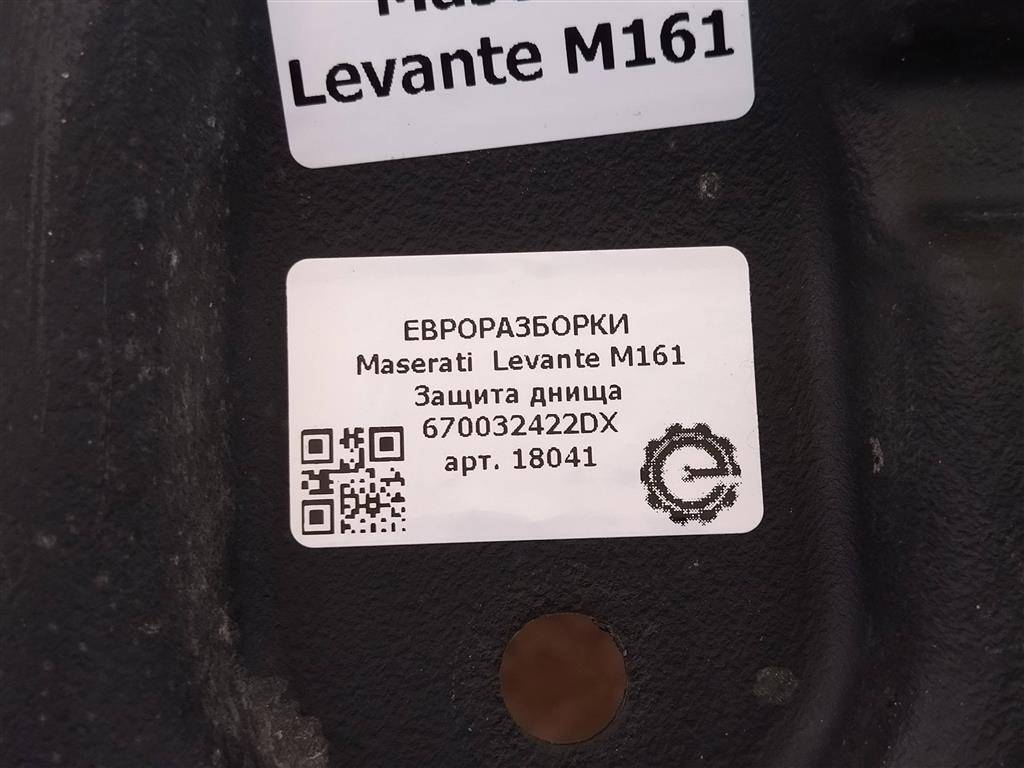 Levante M161
ЕВРОРАЗБОРКИ
Maserati Levante M161
Защита днища
670032422DX
арт. 18041